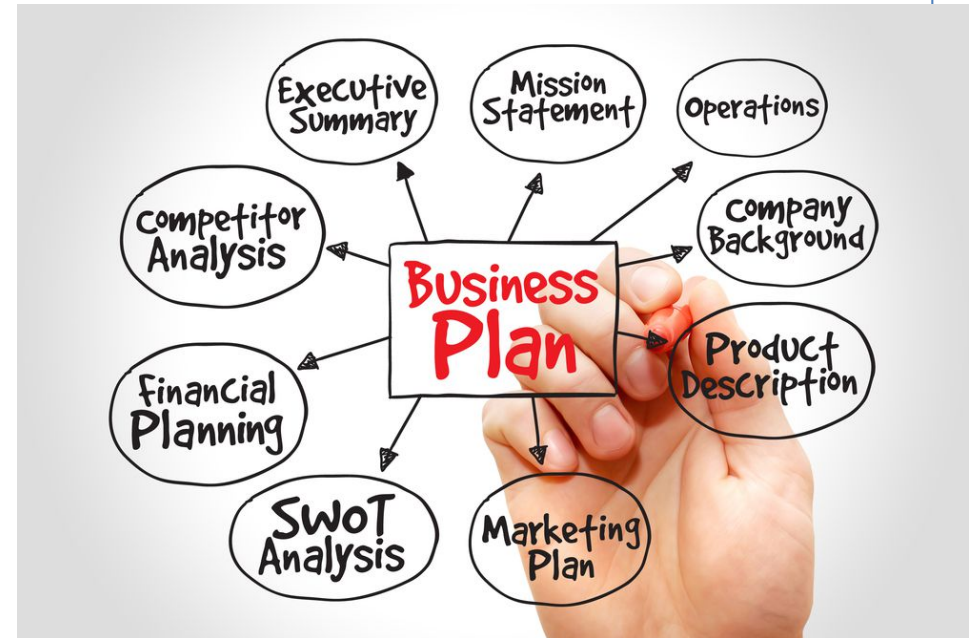 Executive
Summary
Mission
Statement
Operations
Competitor
Analysis
Company
Background
Business
Plan
Product
Description
Financial
Planning
SWOT
Analysis
Marketing
Plan